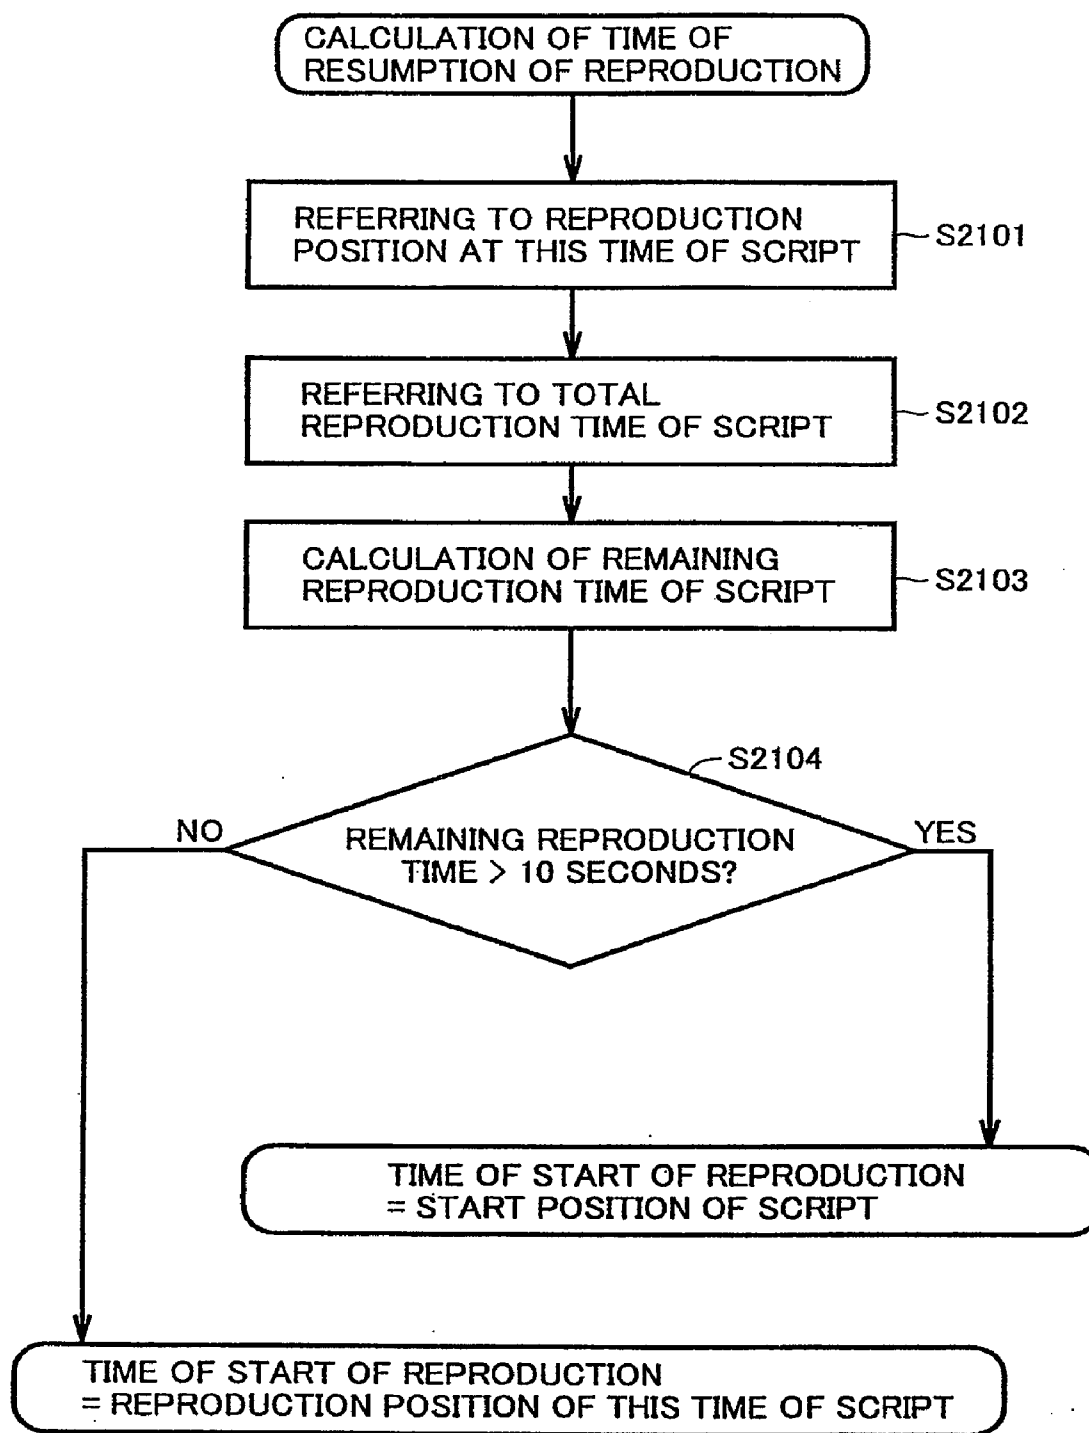 CALCULATION OF TIME OF
RESUMPTION OF REPRODUCTION
REFERRING TO REPRODUCTION
POSITION AT THIS TIME OF SCRIPT
S2101
REFERRING TO TOTAL
REPRODUCTION TIME OF SCRIPT
S2102
CALCULATION OF REMAINING
REPRODUCTION TIME OF SCRIPT
S2103
S2104
NO
REMAINING REPRODUCTION
TIME > 10 SECONDS?
YES
TIME OF START OF REPRODUCTION
= START POSITION OF SCRIPT
TIME OF START OF REPRODUCTION
= REPRODUCTION POSITION OF THIS TIME OF SCRIPT